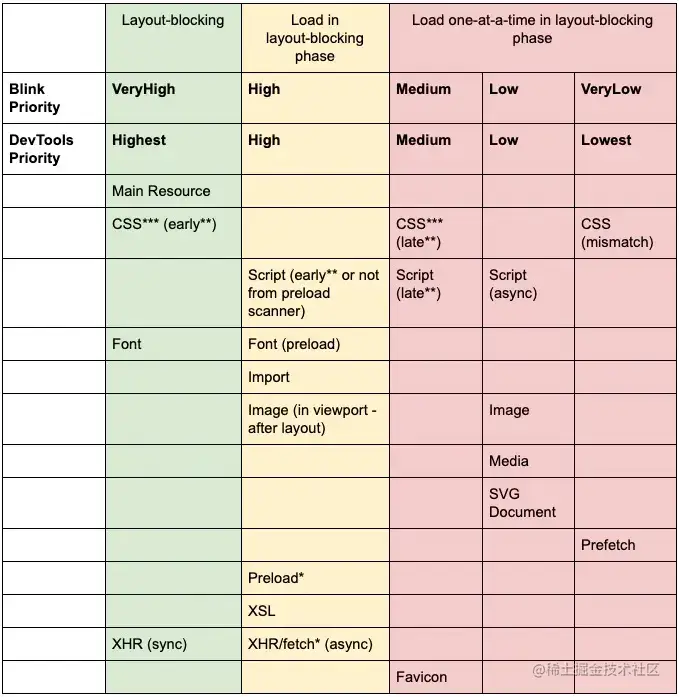 Layout-blocking
Load in
layout-blocking
phase
Load one-at-a-time in layout-blocking
phase
Blink
Priority
VeryHigh
High
Medium
Low
VeryLow
DevTools
Priority
Highest
High
Medium
Low
Lowest
Main Resource
CSS*** (early**)
CSS***
(late**)
CSS
(mismatch)
Script (early** or not
from preload
scanner)
Script
(late**)
Script
(async)
Font
Font (preload)
Import
Image (in viewport -
after layout)
Image
Media
SVG
Document
Prefetch
Preload*
XSL
XHR (sync)
XHR/fetch* (async)
Favicon
@稀土掘金技术社区